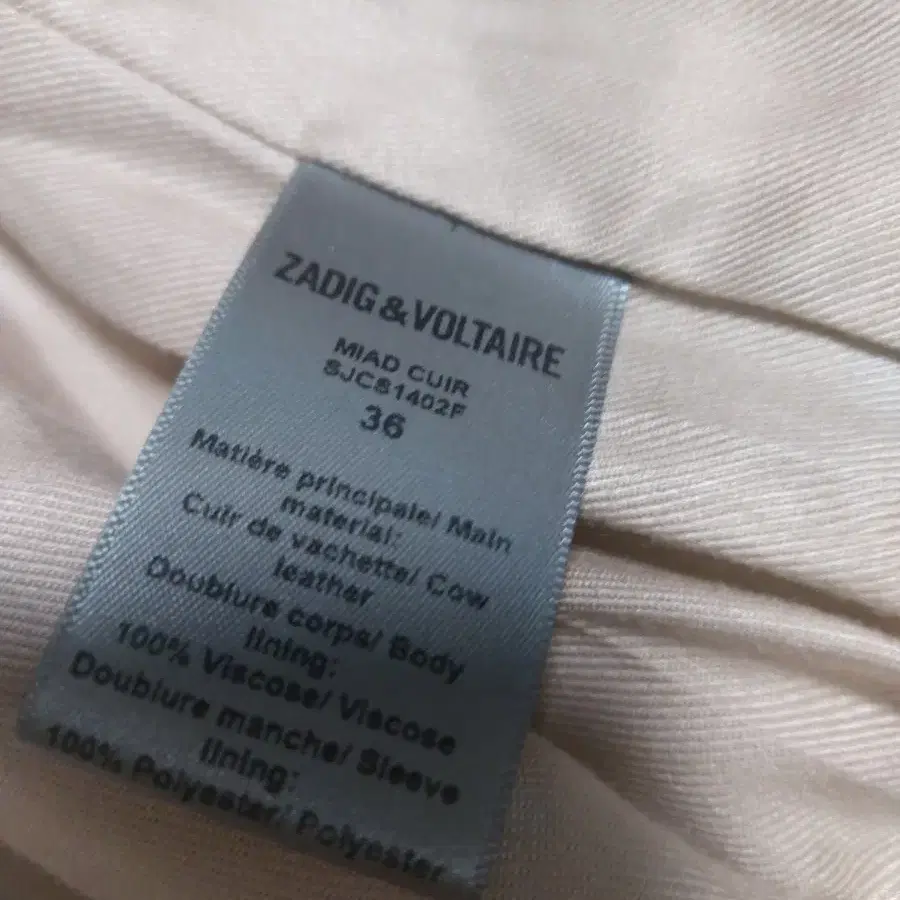 ZADIG&VOLTAIRE
MIAD CUIR
SJCS1402F
36
Matière principale/ Main
material:
Cuir de vachette/ Cow
leather
Doublure corps/ Body
lining:
100% Viscose/ Viscose
Doublure manche/ Sleeve
lining:
100% Polyester/ Polyester